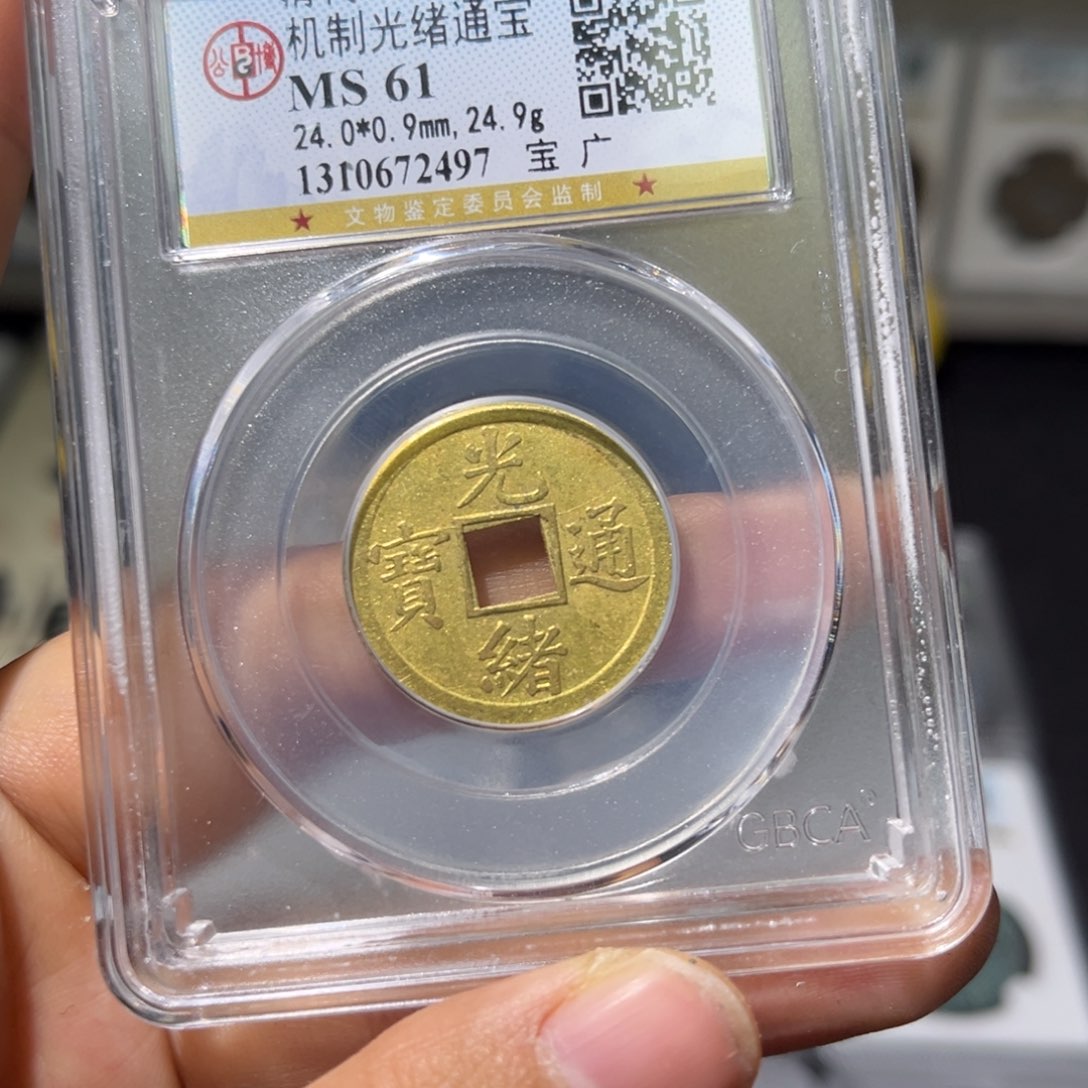 机制光绪通宝
MS 61
24.0*0.9mm,24.9g
1310672497 宝 广
文物鉴定委员会监制
光
寶 通
緒
GBCA